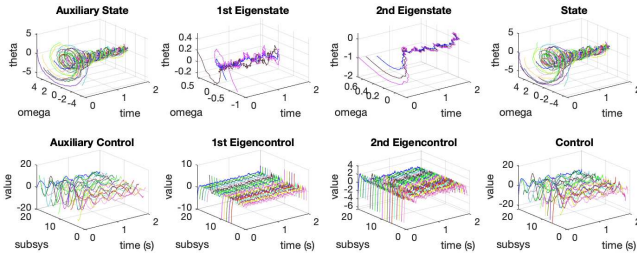 Auxiliary State
1st Eigenstate
2nd Eigenstate
State
theta
5
0
-5
4 2 0 -2 -4
omega
0
1
2
time
theta
0.4
0.2
0
-0.2
0.5
0
-0.5
-1
omega
0
1
2
time
theta
1
0
-1
-2
0.6
0.4
0.2
0
omega
0
1
2
time
theta
5
0
-5
4 2 0 -2 -4
omega
0
1
2
time
Auxiliary Control
1st Eigencontrol
2nd Eigencontrol
Control
value
20
0
-20
20
10
0
subsys
0
1
2
time (s)
value
10
0
-10
20
10
0
subsys
0
1
2
time (s)
value
4
2
0
-2
-4
-6
20
10
0
subsys
0
1
2
time (s)
value
20
0
-20
20
10
0
subsys
0
1
2
time (s)